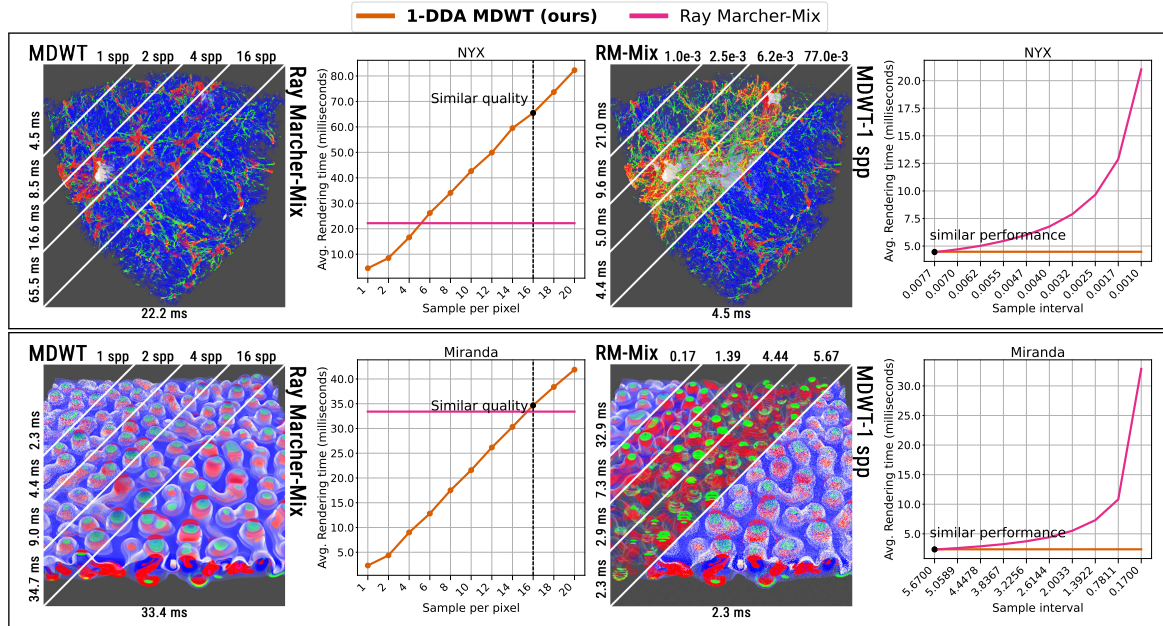 1-DDA MDWT (ours) Ray Marcher-Mix
MDWT 1 spp 2 spp 4 spp 16 spp
4.5 ms
8.5 ms
16.6 ms
65.5 ms
22.2 ms
Ray Marcher-Mix
NYX
Avg. Rendering time (milliseconds)
80.0
70.0
60.0
50.0
40.0
30.0
20.0
10.0
Similar quality
1 2 4 6 8 10 12 14 16 18 20
Sample per pixel
RM-Mix 1.0e-3 2.5e-3 6.2e-3 77.0e-3
21.0 ms
9.6 ms
5.0 ms
4.4 ms
4.5 ms
MDWT-1 spp
NYX
Avg. Rendering time (milliseconds)
20.0
17.5
15.0
12.5
10.0
7.5
5.0
similar performance
0.0077 0.0070 0.0062 0.0055 0.0047 0.0040 0.0032 0.0025 0.0017 0.0010
Sample interval
MDWT 1 spp 2 spp 4 spp 16 spp
2.3 ms
4.4 ms
9.0 ms
34.7 ms
33.4 ms
Ray Marcher-Mix
Miranda
Avg. Rendering time (milliseconds)
40.0
35.0
30.0
25.0
20.0
15.0
10.0
5.0
Similar quality
1 2 4 6 8 10 12 14 16 18 20
Sample per pixel
RM-Mix 0.17 1.39 4.44 5.67
32.9 ms
7.3 ms
2.9 ms
2.3 ms
2.3 ms
MDWT-1 spp
Miranda
Avg. Rendering time (milliseconds)
30.0
25.0
20.0
15.0
10.0
5.0
similar performance
5.6700 5.0589 4.4478 3.8367 3.2256 2.6144 2.0033 1.3922 0.7811 0.1700
Sample interval